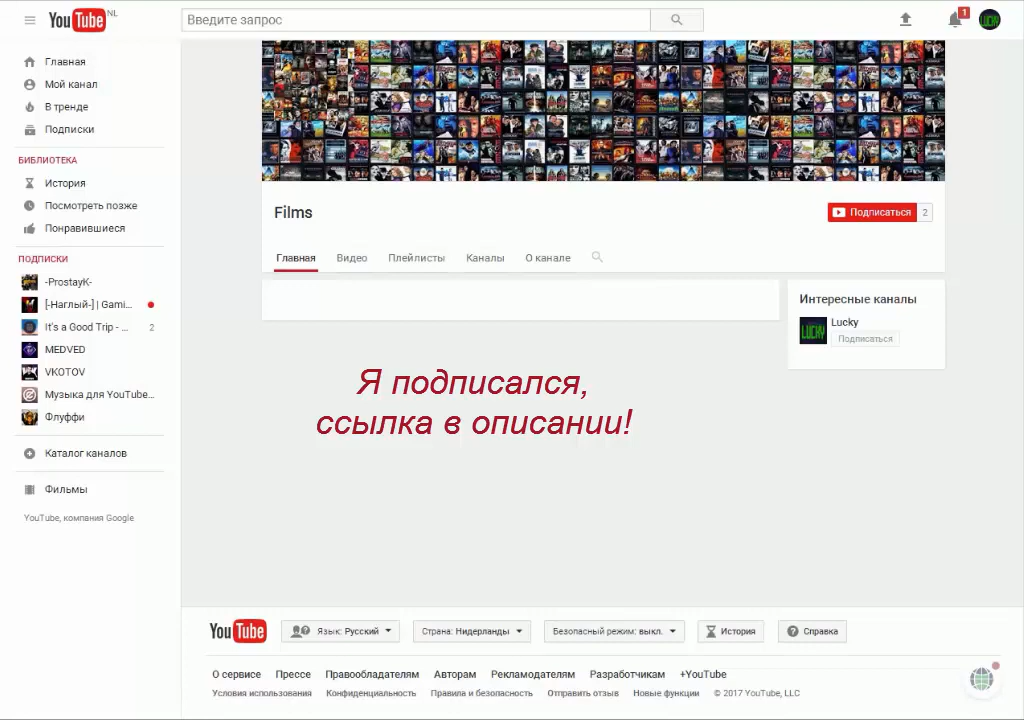 YouTube NL
Введите запрос
1
LUCKY
Главная
Мой канал
В тренде
Подписки
БИБЛИОТЕКА
История
Посмотреть позже
Понравившиеся
ПОДПИСКИ
-ProstayK-
[-Наглый-] | Gami...
It's a Good Trip - ... 2
MEDVED
VKOTOV
Музыка для YouTube...
Флуффи
Каталог каналов
Фильмы
YouTube, компания Google
Films
Подписаться 2
Главная Видео Плейлисты Каналы О канале
Интересные каналы
LUCKY
Lucky
Подписаться
Я подписался,
ссылка в описании!
YouTube Язык: Русский Страна: Нидерланды Безопасный режим: выкл. История Справка
О сервисе Прессе Правообладателям Авторам Рекламодателям Разработчикам +YouTube
Условия использования Конфиденциальность Правила и безопасность Отправить отзыв Новые функции © 2017 YouTube, LLC